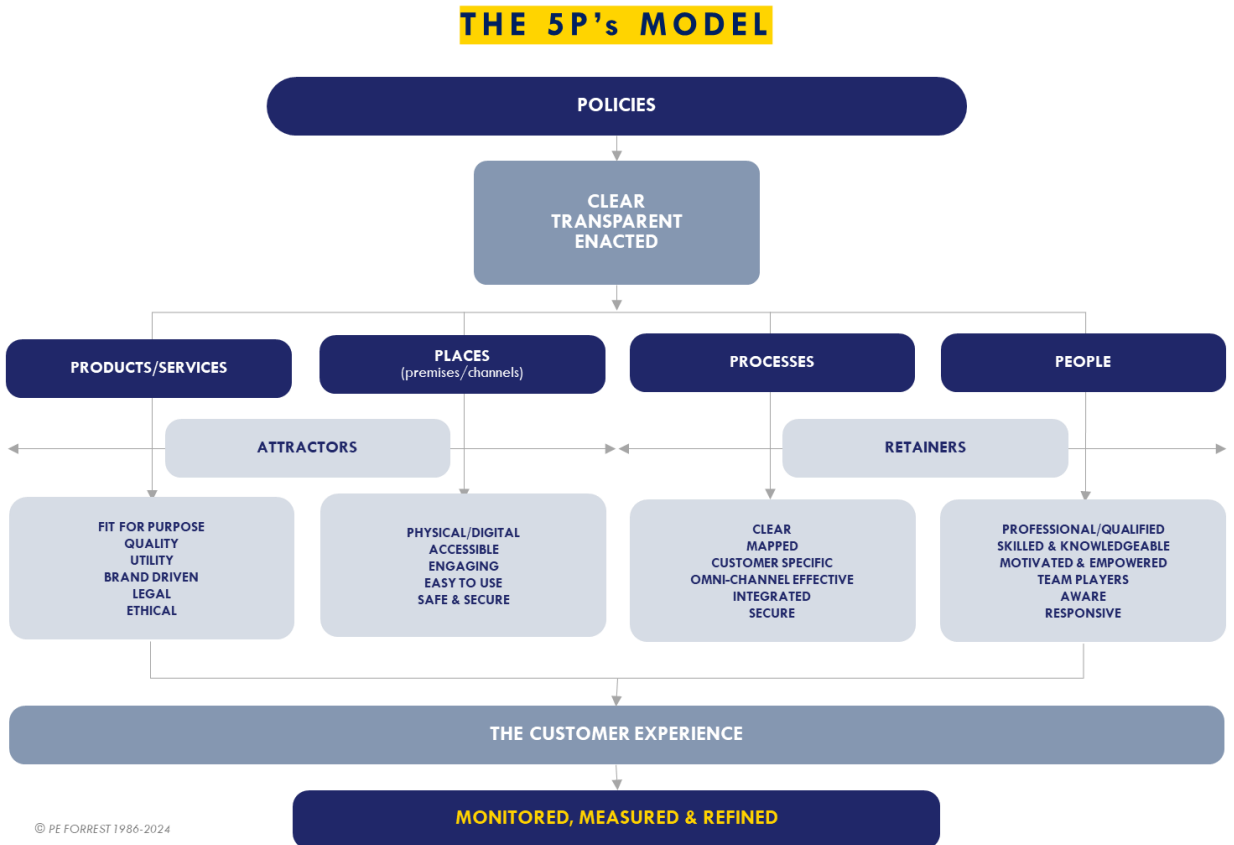 THE 5P's MODEL
POLICIES
CLEAR
TRANSPARENT
ENACTED
PRODUCTS/SERVICES
PLACES
(premises/channels)
PROCESSES
PEOPLE
ATTRACTORS
RETAINERS
FIT FOR PURPOSE
QUALITY
UTILITY
BRAND DRIVEN
LEGAL
ETHICAL
PHYSICAL/DIGITAL
ACCESSIBLE
ENGAGING
EASY TO USE
SAFE & SECURE
CLEAR
MAPPED
CUSTOMER SPECIFIC
OMNI-CHANNEL EFFECTIVE
INTEGRATED
SECURE
PROFESSIONAL/QUALIFIED
SKILLED & KNOWLEDGEABLE
MOTIVATED & EMPOWERED
TEAM PLAYERS
AWARE
RESPONSIVE
THE CUSTOMER EXPERIENCE
MONITORED, MEASURED & REFINED
© PE FORREST 1986-2024